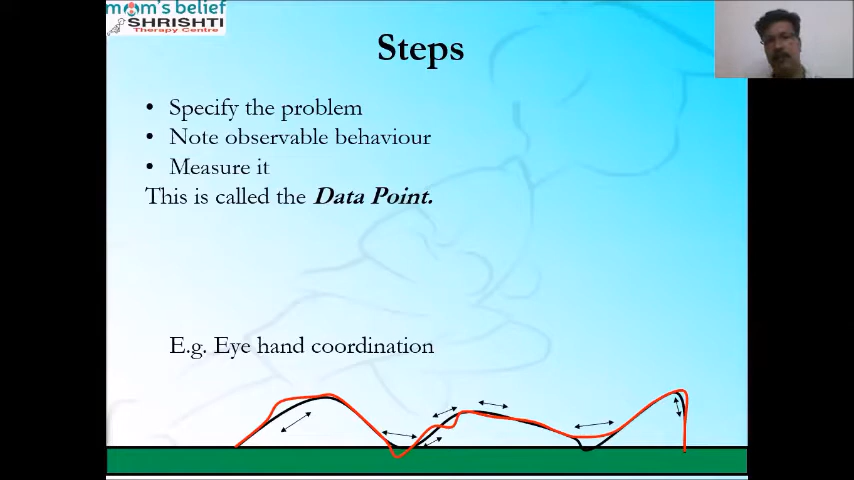 mom's belief
SHRISHTI
Therapy Centre
Steps
• Specify the problem
• Note observable behaviour
• Measure it
This is called the Data Point.
E.g. Eye hand coordination